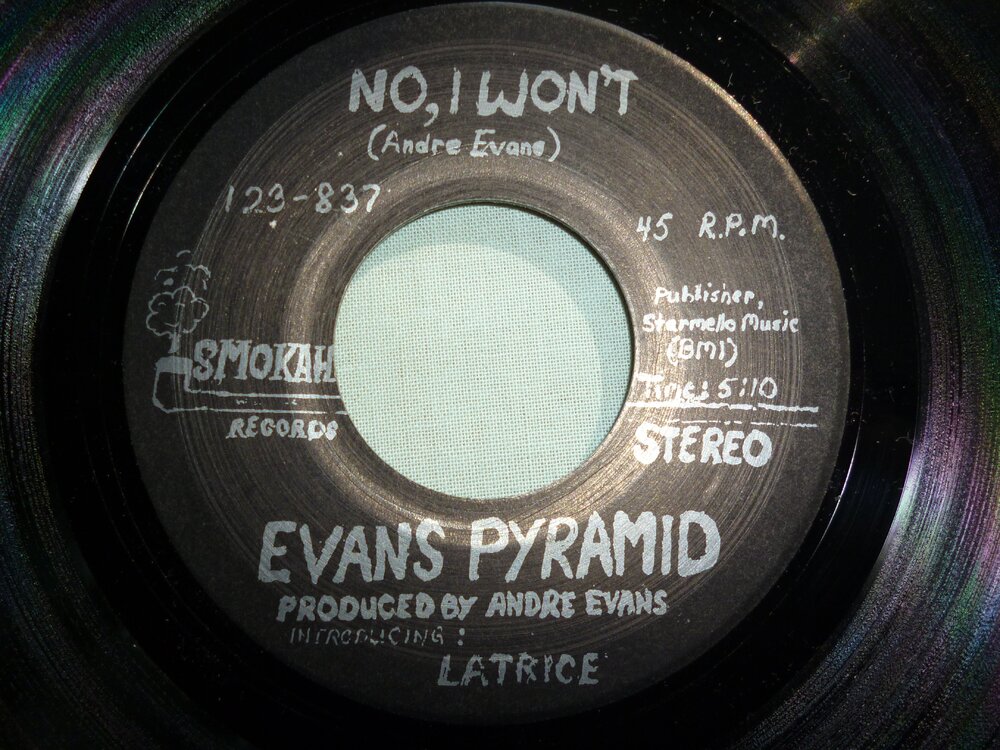 NO, I WON'T
(Andre Evans)
123-837
45 R.P.M.
Publisher,
Starmello Music
(BMI)
Time: 5:10
SMOKAH
RECORDS
STEREO
EVANS PYRAMID
PRODUCED BY ANDRE EVANS
INTRODUCING:
LATRICE